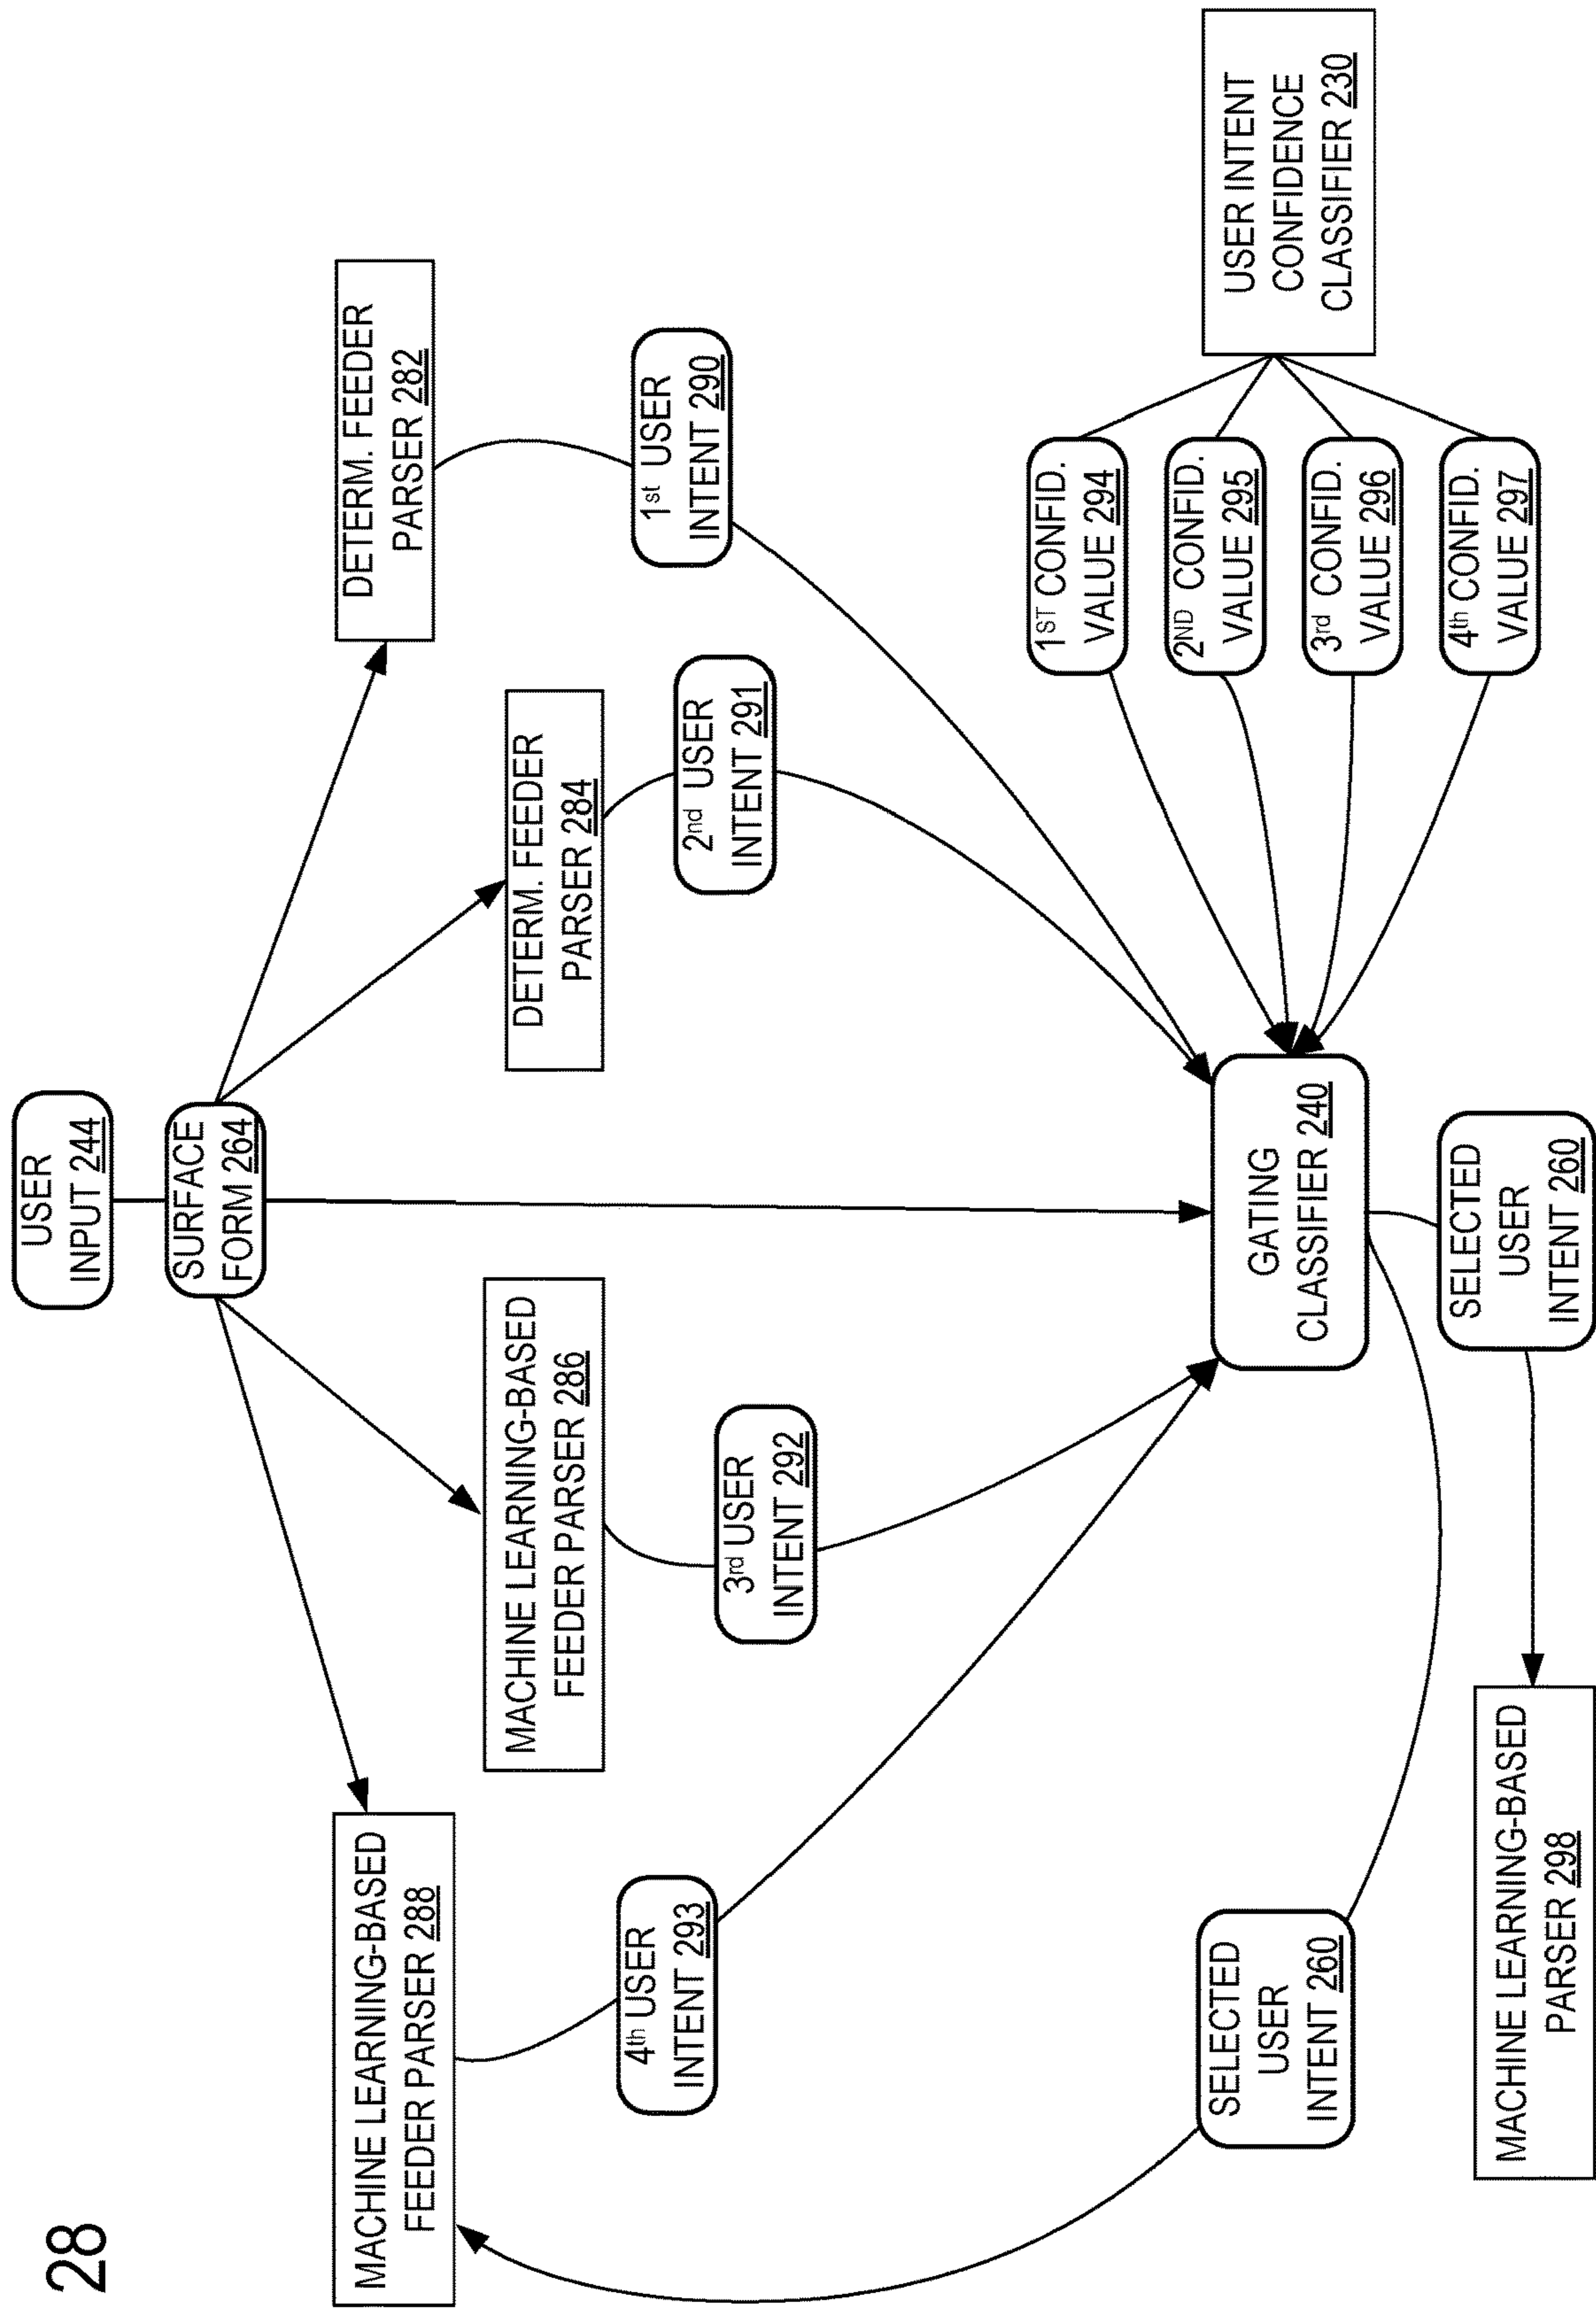 28
USER
INPUT 244
SURFACE
FORM 264
MACHINE LEARNING-BASED
FEEDER PARSER 288
MACHINE LEARNING-BASED
FEEDER PARSER 286
DETERM. FEEDER
PARSER 284
DETERM. FEEDER
PARSER 282
4th USER
INTENT 293
3rd USER
INTENT 292
2nd USER
INTENT 291
1st USER
INTENT 290
GATING
CLASSIFIER 240
1ST CONFID.
VALUE 294
2ND CONFID.
VALUE 295
3rd CONFID.
VALUE 296
4th CONFID.
VALUE 297
USER INTENT
CONFIDENCE
CLASSIFIER 230
SELECTED
USER
INTENT 260
SELECTED
USER
INTENT 260
MACHINE LEARNING-BASED
PARSER 298